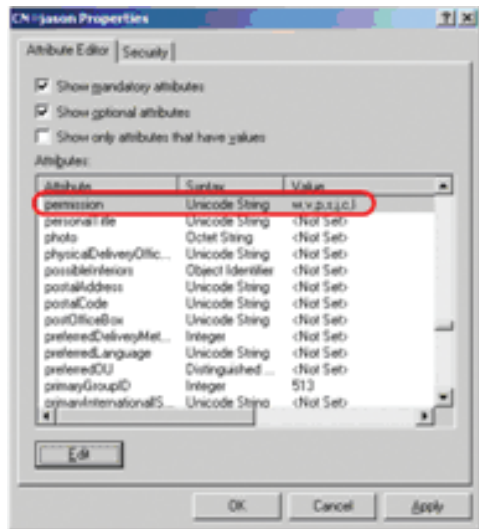 CN=jason Properties
Attribute Editor Security
Show mandatory attributes
Show optional attributes
Show only attributes that have values
Attributes:
Attribute Syntax Value
permission Unicode String
personalTitle Unicode String <Not Set>
photo Octet String <Not Set>
physicalDeliveryOffic... Unicode String <Not Set>
possibleInferiors Object Identifier <Not Set>
postalAddress Unicode String <Not Set>
postalCode Unicode String <Not Set>
postOfficeBox Unicode String <Not Set>
preferredDeliveryMet... Integer <Not Set>
preferredLanguage Unicode String <Not Set>
preferredOU Distinguished ... <Not Set>
primaryGroupID Integer 513
primaryInternationalIS... Unicode String <Not Set>
Edit
OK Cancel Apply